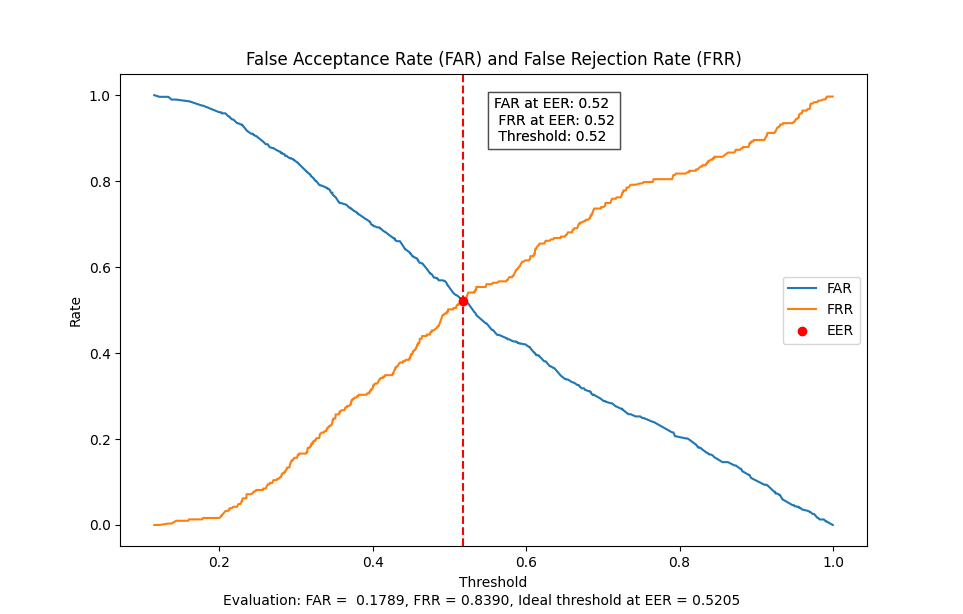 False Acceptance Rate (FAR) and False Rejection Rate (FRR)
1.0
0.8
0.6
0.4
0.2
0.0
Rate
FAR at EER: 0.52
FRR at EER: 0.52
Threshold: 0.52
FAR
FRR
EER
0.2 0.4 0.6 0.8 1.0
Threshold
Evaluation: FAR =  0.1789, FRR = 0.8390, Ideal threshold at EER = 0.5205